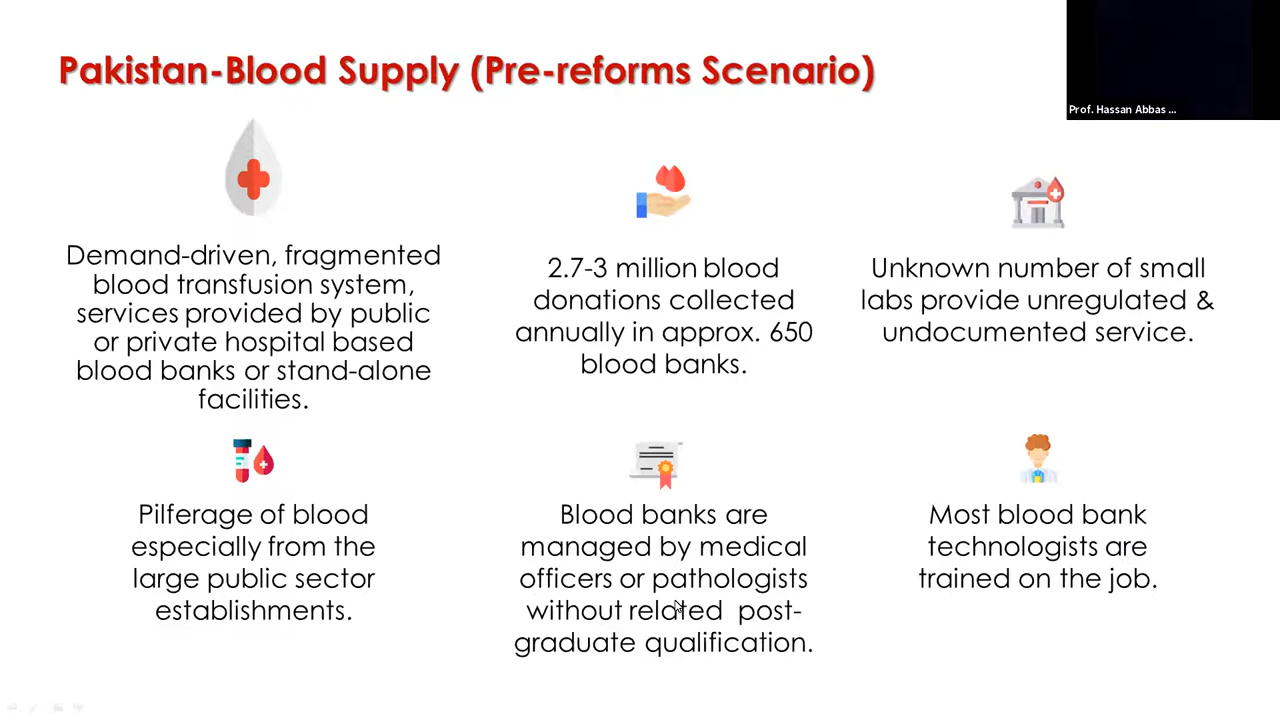 Pakistan-Blood Supply (Pre-reforms Scenario)
Prof. Hassan Abbas ...
Demand-driven, fragmented
blood transfusion system,
services provided by public
or private hospital based
blood banks or stand-alone
facilities.
2.7-3 million blood
donations collected
annually in approx. 650
blood banks.
Unknown number of small
labs provide unregulated &
undocumented service.
Pilferage of blood
especially from the
large public sector
establishments.
Blood banks are
managed by medical
officers or pathologists
without related post-
graduate qualification.
Most blood bank
technologists are
trained on the job.